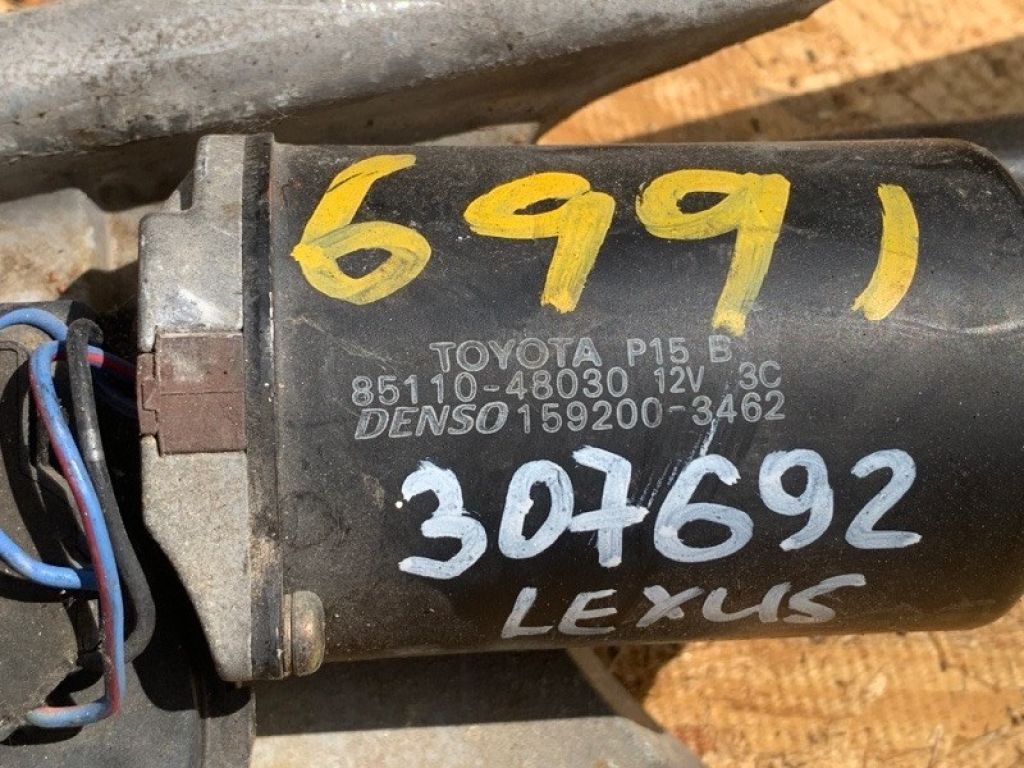 6991
TOYOTA P15 B
85110-48030 12V 3C
DENSO 159200-3462
307692
LEXUS